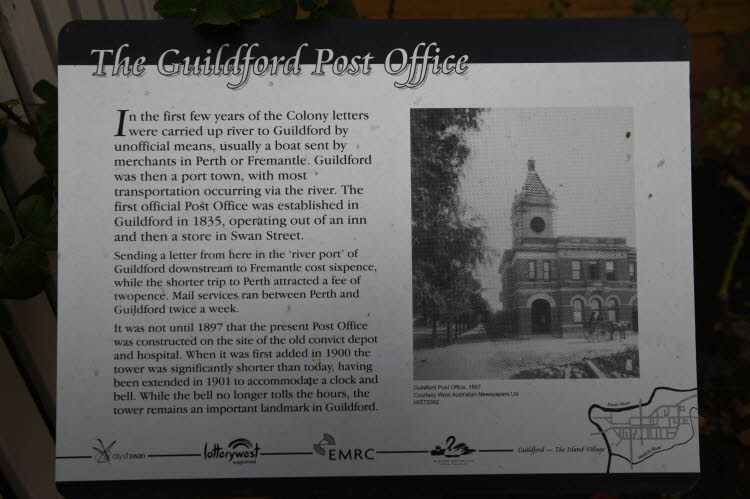 The Guildford Post Office
In the first few years of the Colony letters
were carried up river to Guildford by
unofficial means, usually a boat sent by
merchants in Perth or Fremantle. Guildford
was then a port town, with most
transportation occurring via the river. The
first official Post Office was established in
Guildford in 1835, operating out of an inn
and then a store in Swan Street.
Sending a letter from here in the 'river port' of
Guildford downstream to Fremantle cost sixpence,
while the shorter trip to Perth attracted a fee of
twopence. Mail services ran between Perth and
Guildford twice a week.
It was not until 1897 that the present Post Office
was constructed on the site of the old convict depot
and hospital. When it was first added in 1900 the
tower was significantly shorter than today, having
been extended in 1901 to accommodate a clock and
bell. While the bell no longer tolls the hours, the
tower remains an important landmark in Guildford.
Guildford Post Office, 1897
Courtesy West Australian Newspapers Ltd
HIST5392
city of swan
lotterywest
supported
EMRC
Guildford — The Island Village
Swan River
Helena River